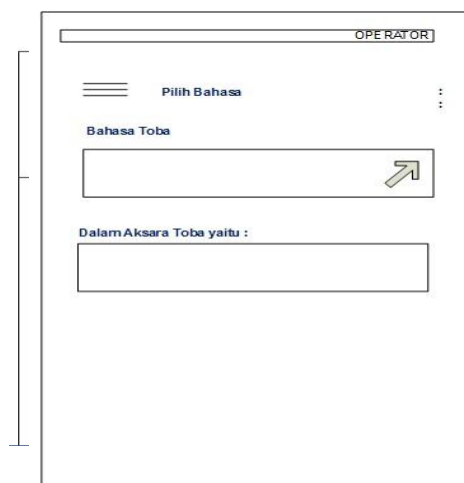 OPERATOR
Pilih Bahasa
Bahasa Toba
Dalam Aksara Toba yaitu :